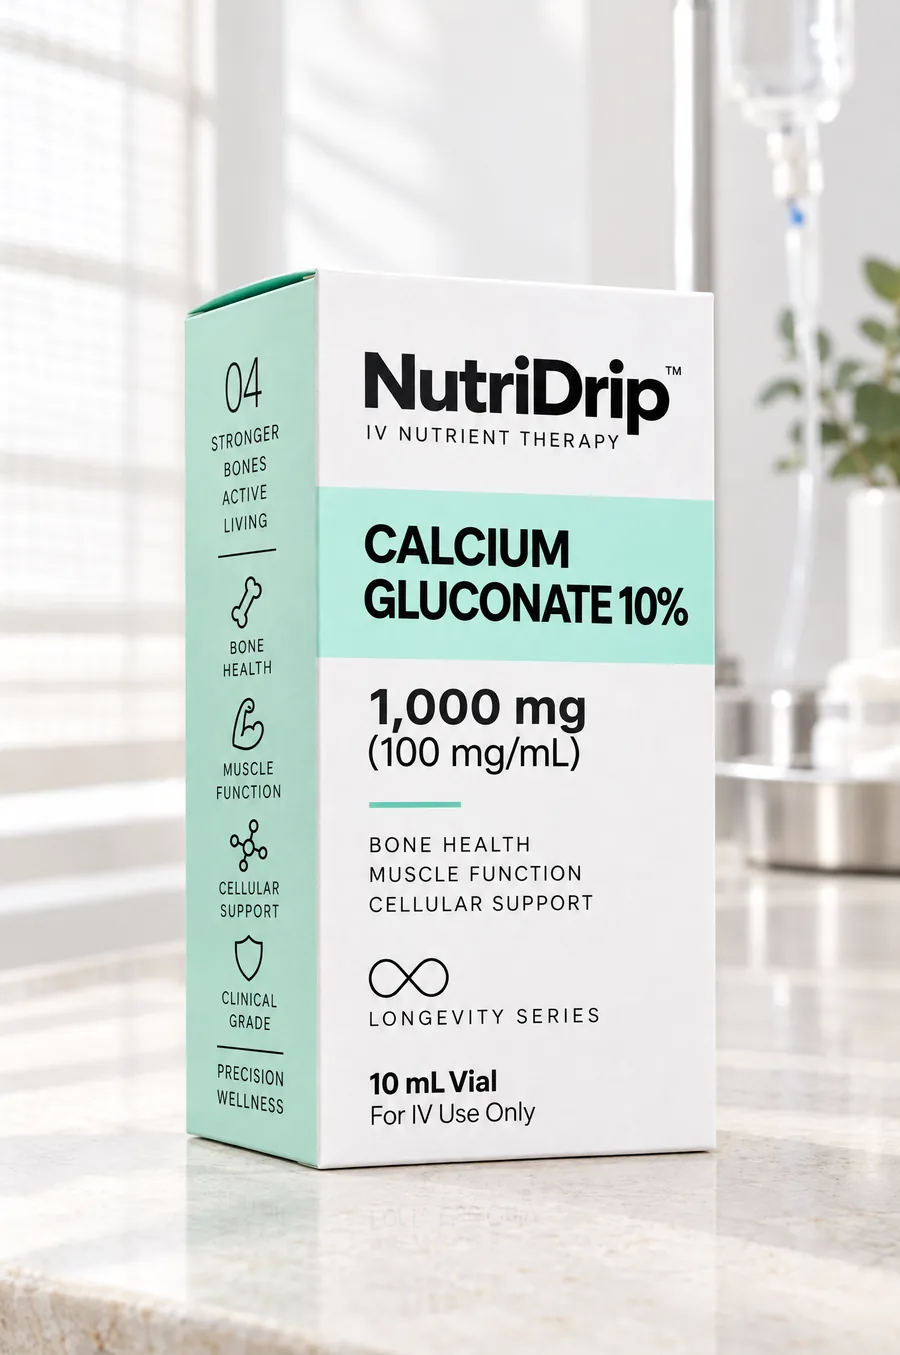 04
STRONGER
BONES
ACTIVE
LIVING
BONE
HEALTH
MUSCLE
FUNCTION
CELLULAR
SUPPORT
CLINICAL
GRADE
PRECISION
WELLNESS
NutriDrip™
IV NUTRIENT THERAPY
CALCIUM
GLUCONATE 10%
1,000 mg
(100 mg/mL)
BONE HEALTH
MUSCLE FUNCTION
CELLULAR SUPPORT
LONGEVITY SERIES
10 mL Vial
For IV Use Only